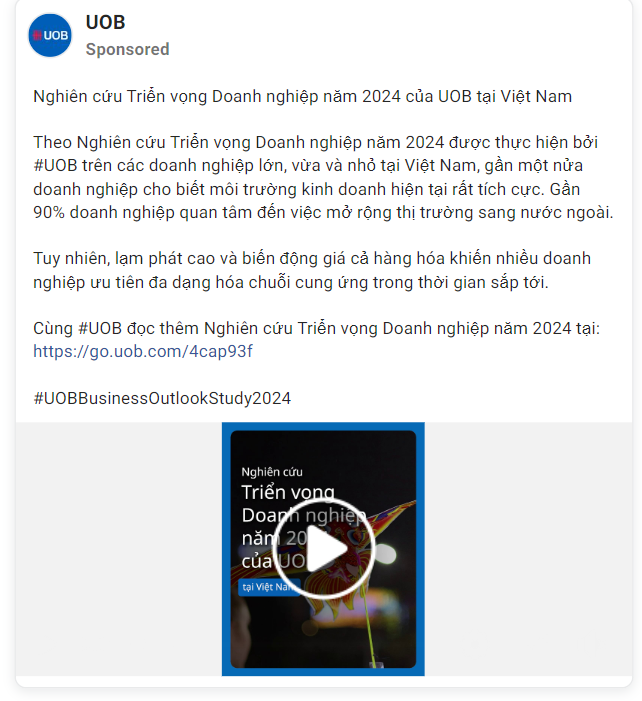 UOB
UOB
Sponsored
Nghiên cứu Triển vọng Doanh nghiệp năm 2024 của UOB tại Việt Nam
Theo Nghiên cứu Triển vọng Doanh nghiệp năm 2024 được thực hiện bởi
#UOB trên các doanh nghiệp lớn, vừa và nhỏ tại Việt Nam, gần một nửa
doanh nghiệp cho biết môi trường kinh doanh hiện tại rất tích cực. Gần
90% doanh nghiệp quan tâm đến việc mở rộng thị trường sang nước ngoài.
Tuy nhiên, lạm phát cao và biến động giá cả hàng hóa khiến nhiều doanh
nghiệp ưu tiên đa dạng hóa chuỗi cung ứng trong thời gian sắp tới.
Cùng #UOB đọc thêm Nghiên cứu Triển vọng Doanh nghiệp năm 2024 tại:
https://go.uob.com/4cap93f
#UOBBusinessOutlookStudy2024
Nghiên cứu
Triển vọng
Doanh nghiệp
năm
của UOB
tại Việt Nam